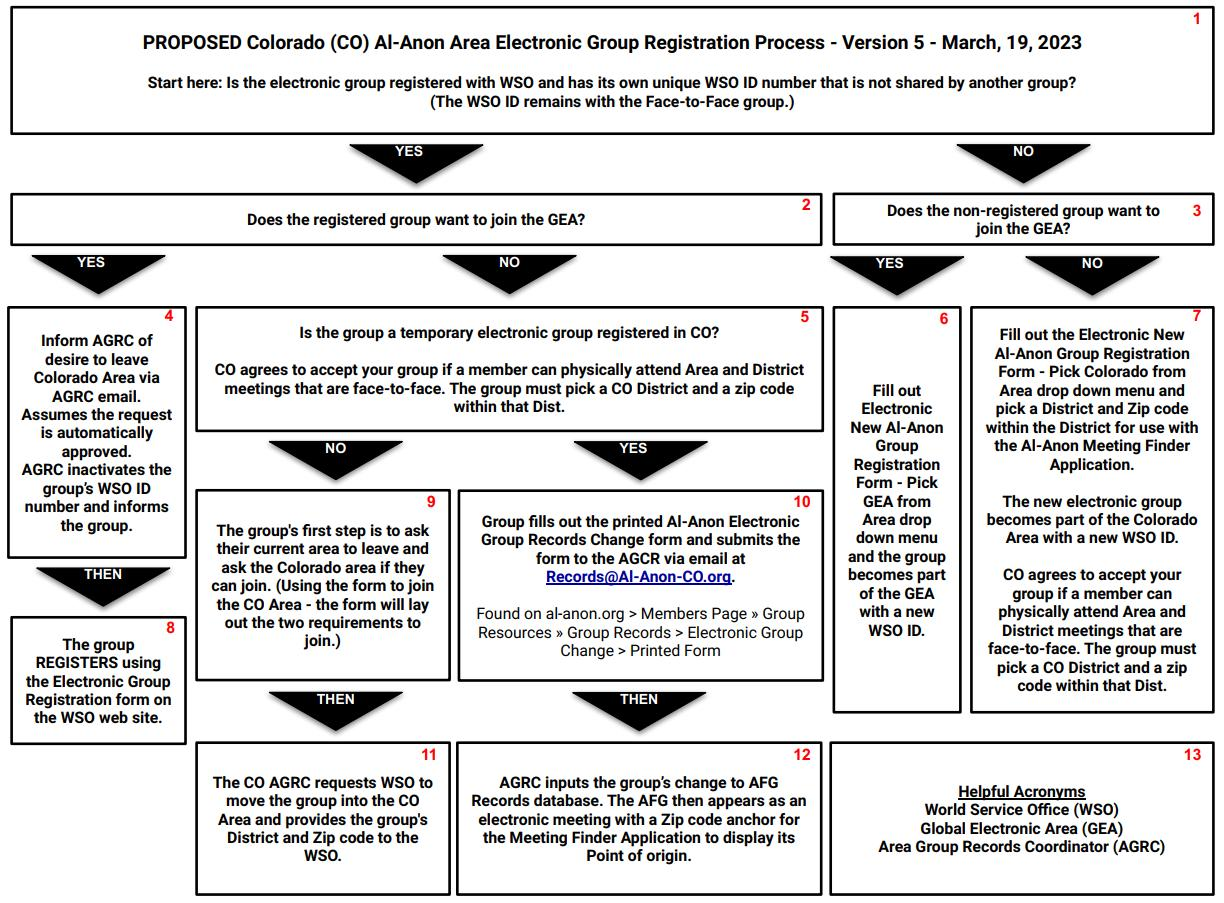 1
PROPOSED Colorado (CO) Al-Anon Area Electronic Group Registration Process - Version 5 - March, 19, 2023
Start here: Is the electronic group registered with WSO and has its own unique WSO ID number that is not shared by another group?
(The WSO ID remains with the Face-to-Face group.)
YES
NO
2
Does the registered group want to join the GEA?
3
Does the non-registered group want to
join the GEA?
YES
NO
YES
NO
4
Inform AGRC of
desire to leave
Colorado Area via
AGRC email.
Assumes the request
is automatically
approved.
AGRC inactivates the
group's WSO ID
number and informs
the group.
5
Is the group a temporary electronic group registered in CO?
CO agrees to accept your group if a member can physically attend Area and District
meetings that are face-to-face. The group must pick a CO District and a zip code
within that Dist.
6
Fill out
Electronic
New Al-Anon
Group
Registration
Form - Pick
GEA from
Area drop
down menu
and the group
becomes part
of the GEA
with a new
WSO ID.
7
Fill out the Electronic New
Al-Anon Group Registration
Form - Pick Colorado from
Area drop down menu and
pick a District and Zip code
within the District for use with
the Al-Anon Meeting Finder
Application.
The new electronic group
becomes part of the Colorado
Area with a new WSO ID.
CO agrees to accept your
group if a member can
physically attend Area and
District meetings that are
face-to-face. The group must
pick a CO District and a zip
code within that Dist.
NO
YES
THEN
8
The group
REGISTERS using
the Electronic Group
Registration form on
the WSO web site.
9
The group's first step is to ask
their current area to leave and
ask the Colorado area if they
can join. (Using the form to join
the CO Area - the form will lay
out the two requirements to
join.)
10
Group fills out the printed Al-Anon Electronic
Group Records Change form and submits the
form to the AGCR via email at
Records@Al-Anon-CO.org.
Found on al-anon.org > Members Page » Group
Resources » Group Records > Electronic Group
Change > Printed Form
THEN
THEN
11
The CO AGRC requests WSO to
move the group into the CO
Area and provides the group's
District and Zip code to the
WSO.
12
AGRC inputs the group's change to AFG
Records database. The AFG then appears as an
electronic meeting with a Zip code anchor for
the Meeting Finder Application to display its
Point of origin.
13
Helpful Acronyms
World Service Office (WSO)
Global Electronic Area (GEA)
Area Group Records Coordinator (AGRC)